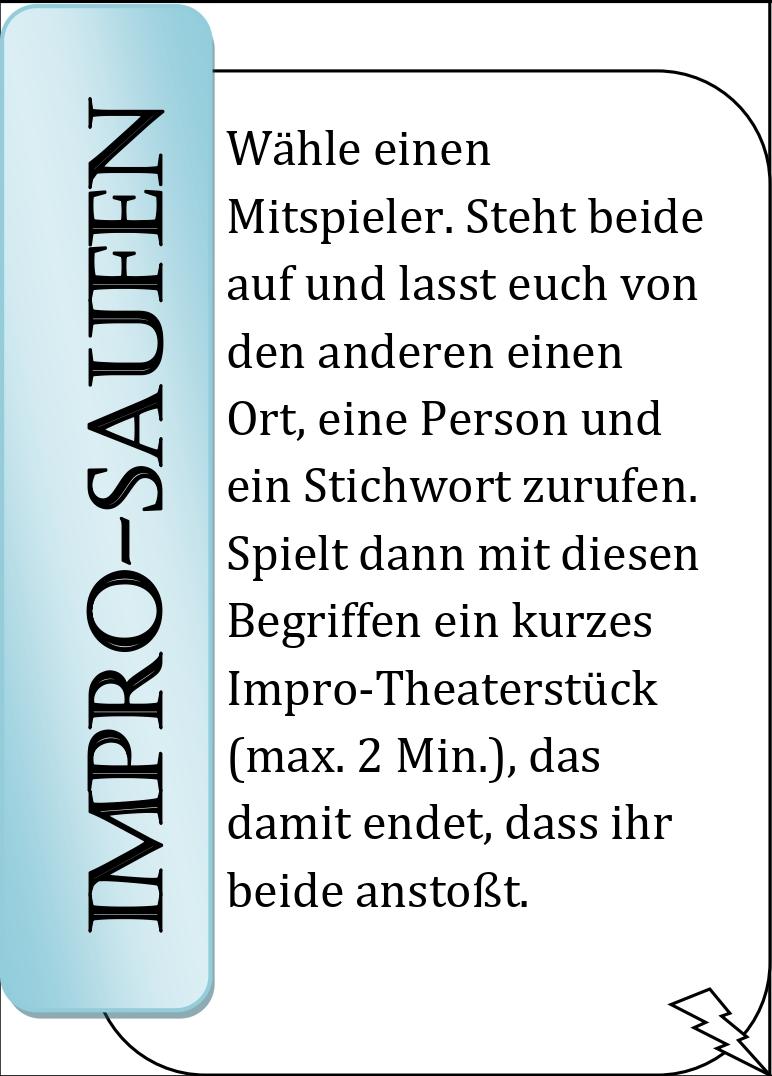 IMPRO-SAUFEN
Wähle einen
Mitspieler. Steht beide
auf und lasst euch von
den anderen einen
Ort, eine Person und
ein Stichwort zurufen.
Spielt dann mit diesen
Begriffen ein kurzes
Impro-Theaterstück
(max. 2 Min.), das
damit endet, dass ihr
beide anstoßt.